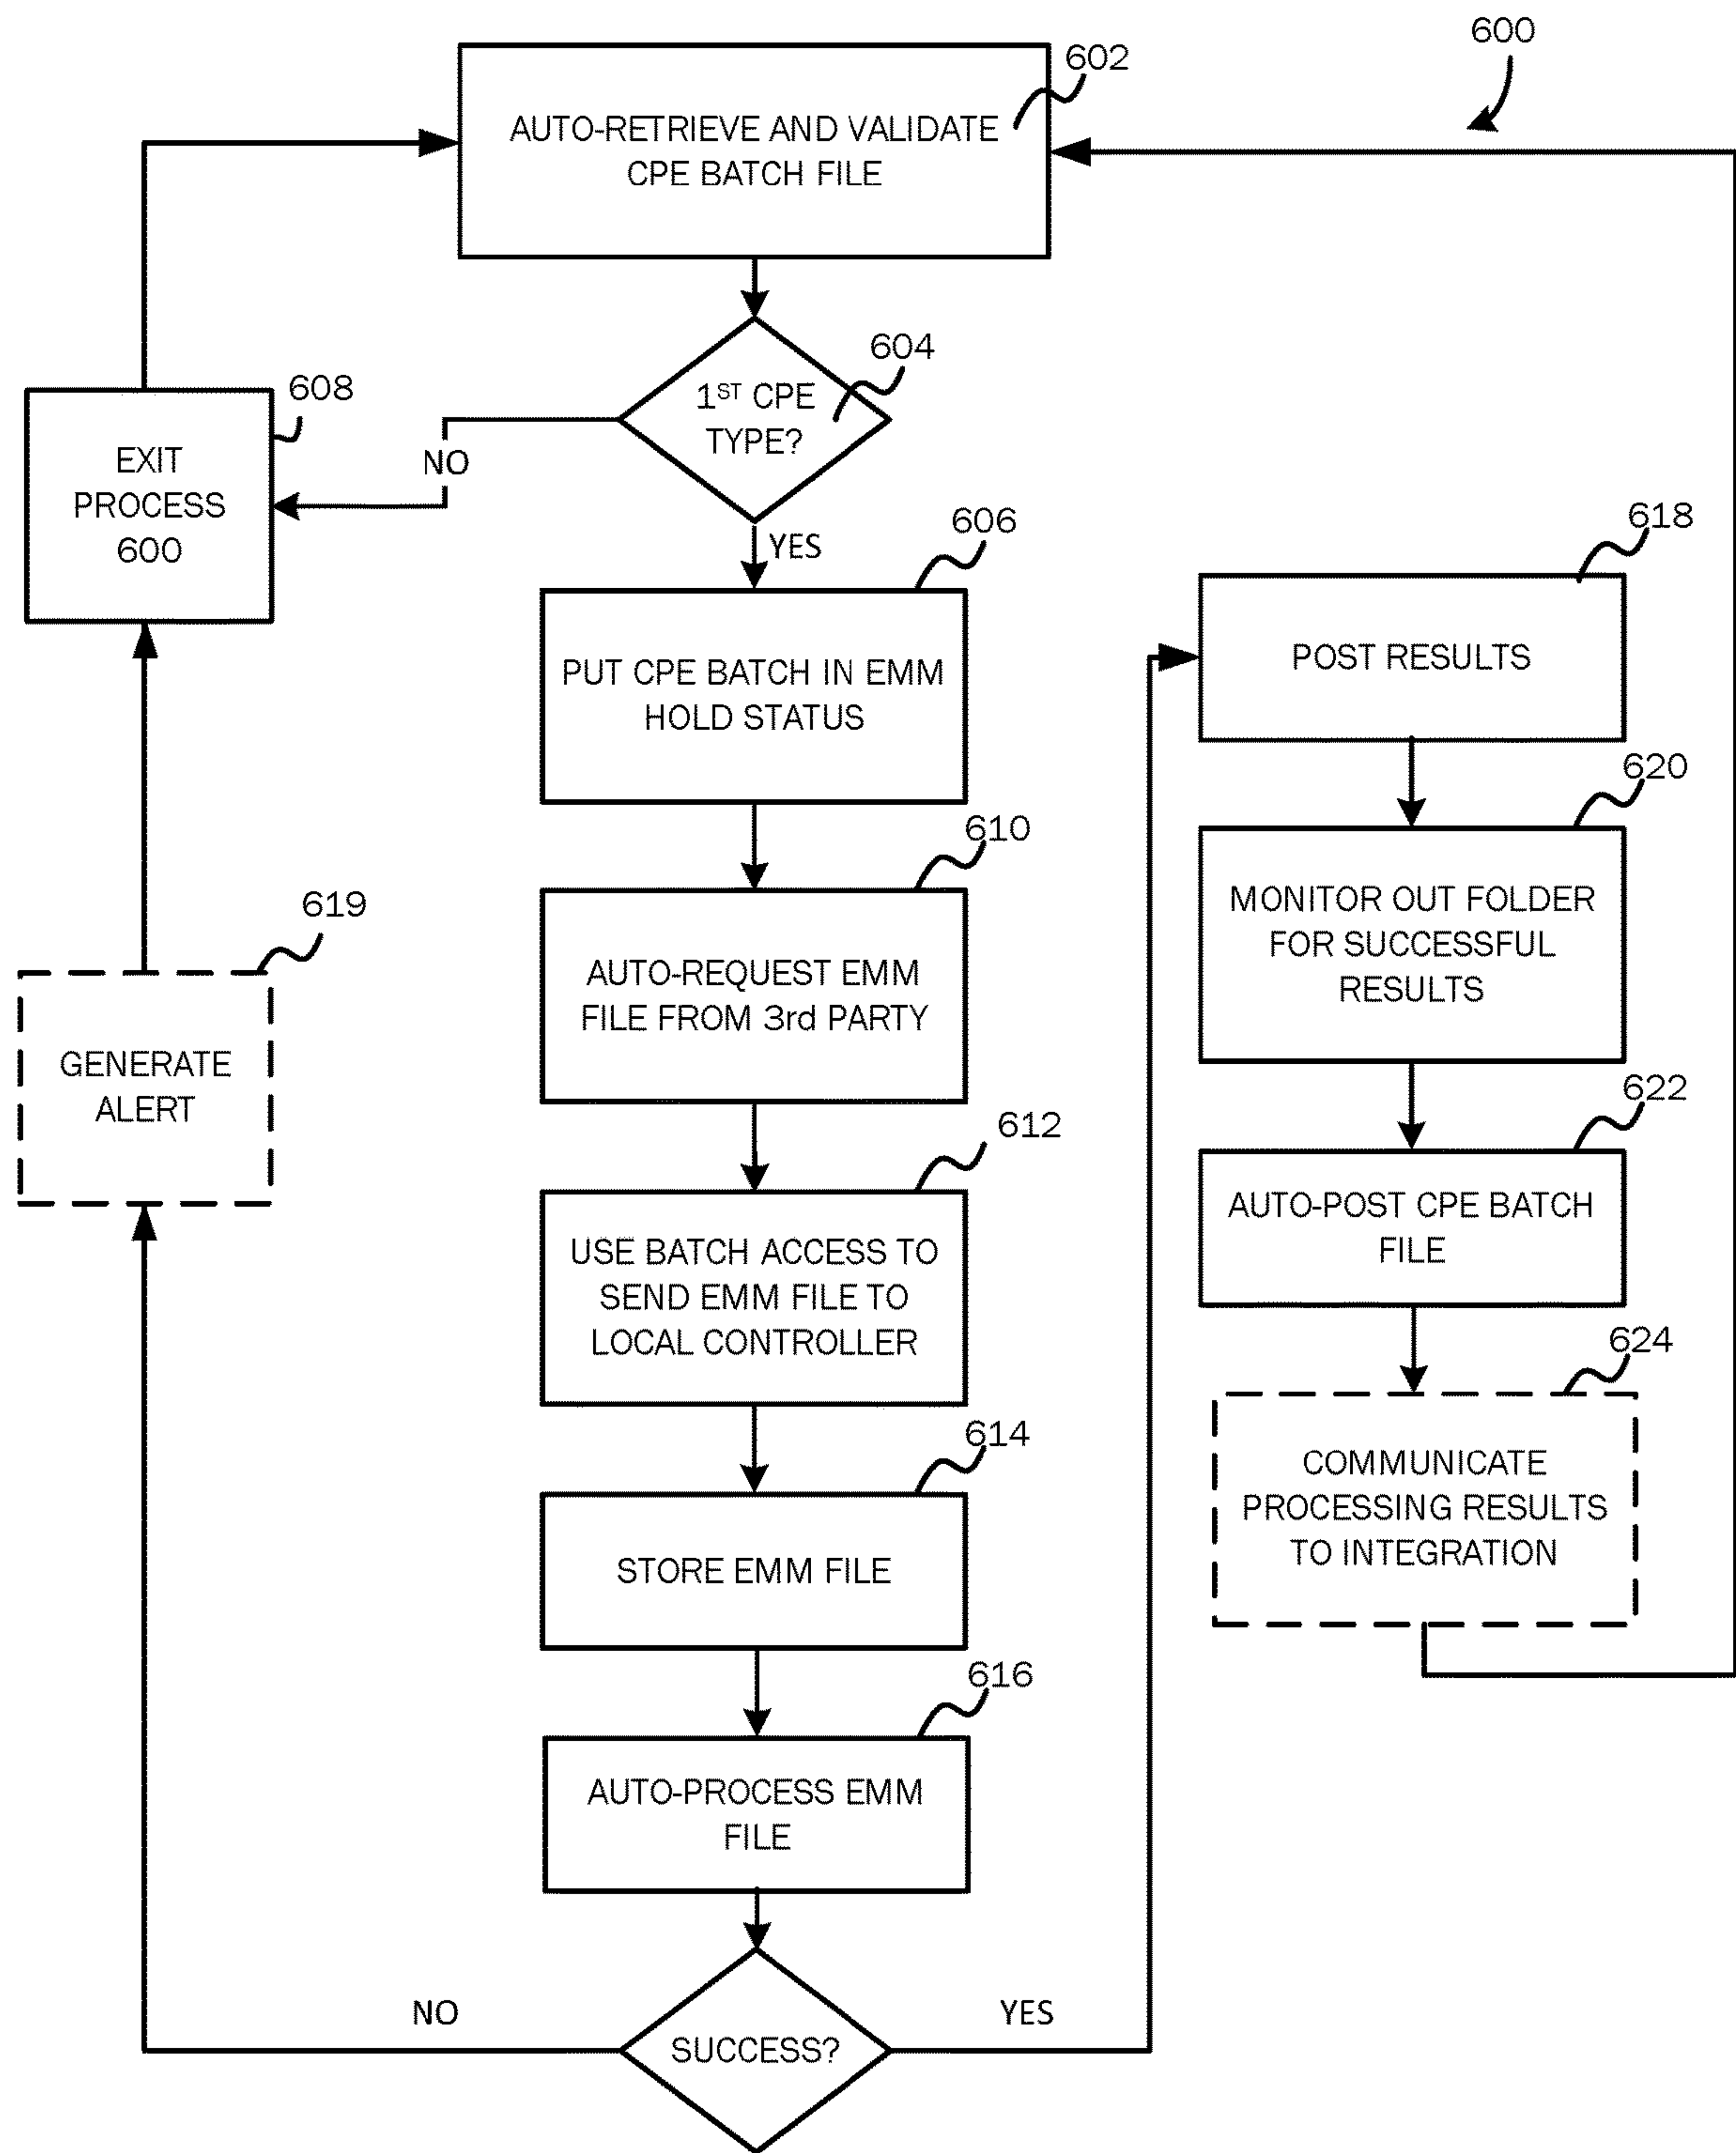 600
602
AUTO-RETRIEVE AND VALIDATE
CPE BATCH FILE
604
1ST CPE
TYPE?
NO
YES
608
EXIT
PROCESS
600
606
PUT CPE BATCH IN EMM
HOLD STATUS
610
AUTO-REQUEST EMM
FILE FROM 3rd PARTY
612
USE BATCH ACCESS TO
SEND EMM FILE TO
LOCAL CONTROLLER
614
STORE EMM FILE
616
AUTO-PROCESS EMM
FILE
SUCCESS?
NO
YES
619
GENERATE
ALERT
618
POST RESULTS
620
MONITOR OUT FOLDER
FOR SUCCESSFUL
RESULTS
622
AUTO-POST CPE BATCH
FILE
624
COMMUNICATE
PROCESSING RESULTS
TO INTEGRATION